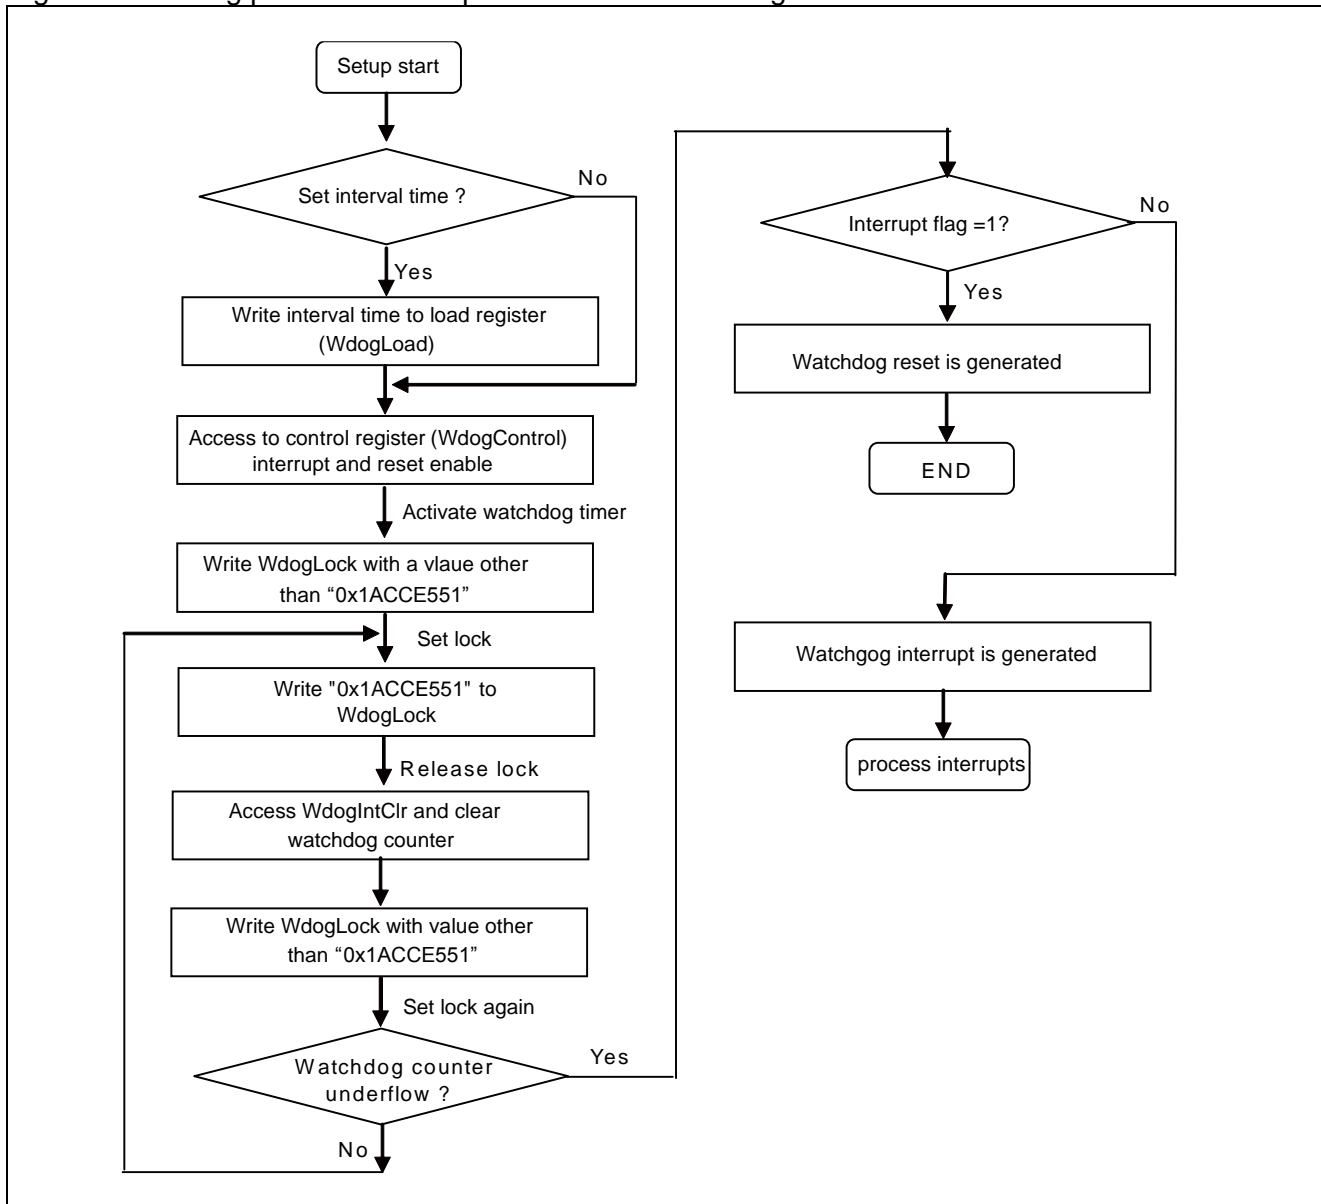 Setup start
Set interval time ?
No
Yes
Write interval time to load register
(WdogLoad)
Access to control register (WdogControl)
interrupt and reset enable
Activate watchdog timer
Write WdogLock with a vlaue other
than “0x1ACCE551”
Set lock
Write "0x1ACCE551" to
WdogLock
Release lock
Access WdogIntClr and clear
watchdog counter
Write WdogLock with value other
than “0x1ACCE551”
Set lock again
Watchdog counter
underflow ?
Yes
No
Interrupt flag =1?
No
Yes
Watchdog reset is generated
END
Watchgog interrupt is generated
process interrupts